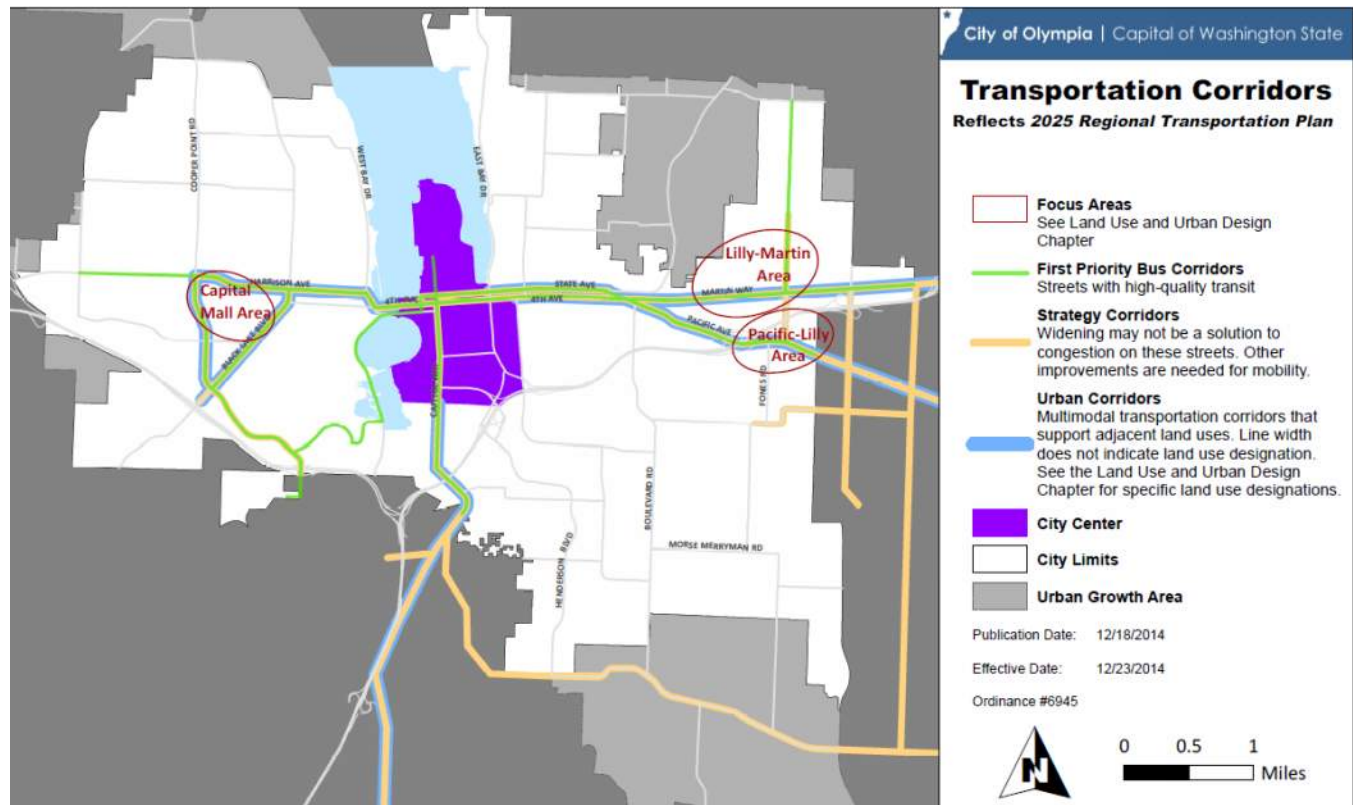 City of Olympia | Capital of Washington State
Transportation Corridors
Reflects 2025 Regional Transportation Plan
Focus Areas
See Land Use and Urban Design
Chapter
First Priority Bus Corridors
Streets with high-quality transit
Strategy Corridors
Widening may not be a solution to
congestion on these streets. Other
improvements are needed for mobility.
Urban Corridors
Multimodal transportation corridors that
support adjacent land uses. Line width
does not indicate land use designation.
See the Land Use and Urban Design
Chapter for specific land use designations.
City Center
City Limits
Urban Growth Area
Publication Date: 12/18/2014
Effective Date: 12/23/2014
Ordinance #6945
N
0 0.5 1
Miles
COOPER POINT RD
WEST BAY DR
EAST BAY DR
Lilly-Martin
Area
HARRISON AVE
STATE AVE
MARTIN WAY
4TH AVE
4TH AVE
Capital
Mall Area
BLACK LAKE BLVD
PACIFIC AVE
Pacific-Lilly
Area
CAPITOL WAY
FONES RD
BOULEVARD RD
HENDERSON BLVD
MORSE MERRYMAN RD